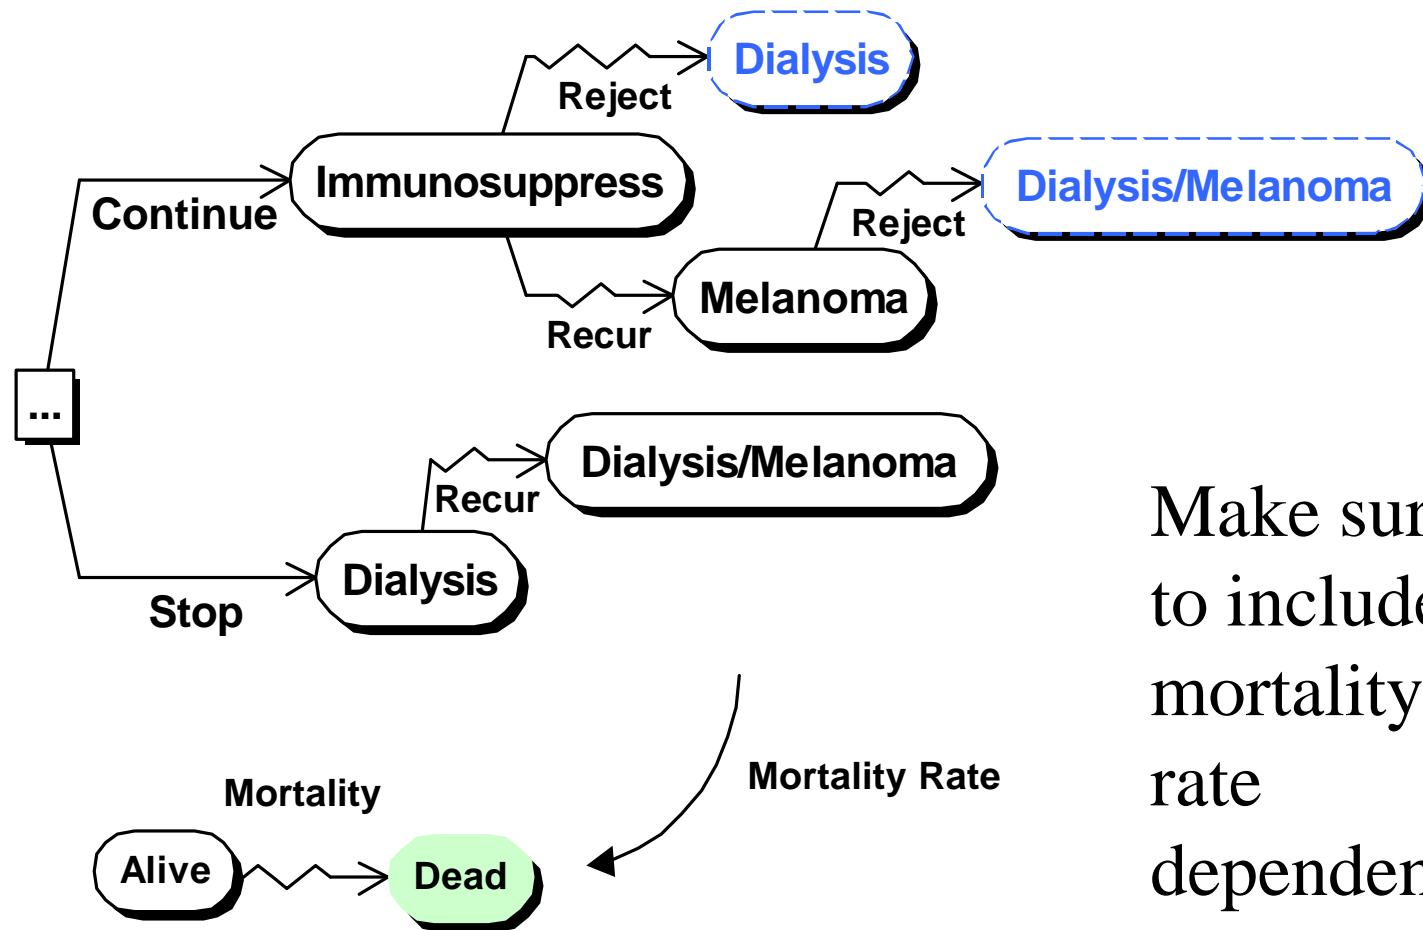 Dialysis
Reject
Immunosuppress
Continue
Dialysis/Melanoma
Reject
Melanoma
Recur
...
Dialysis/Melanoma
Recur
Dialysis
Stop
Make sur
to include
mortality
rate
dependen
Mortality Rate
Mortality
Alive
Dead